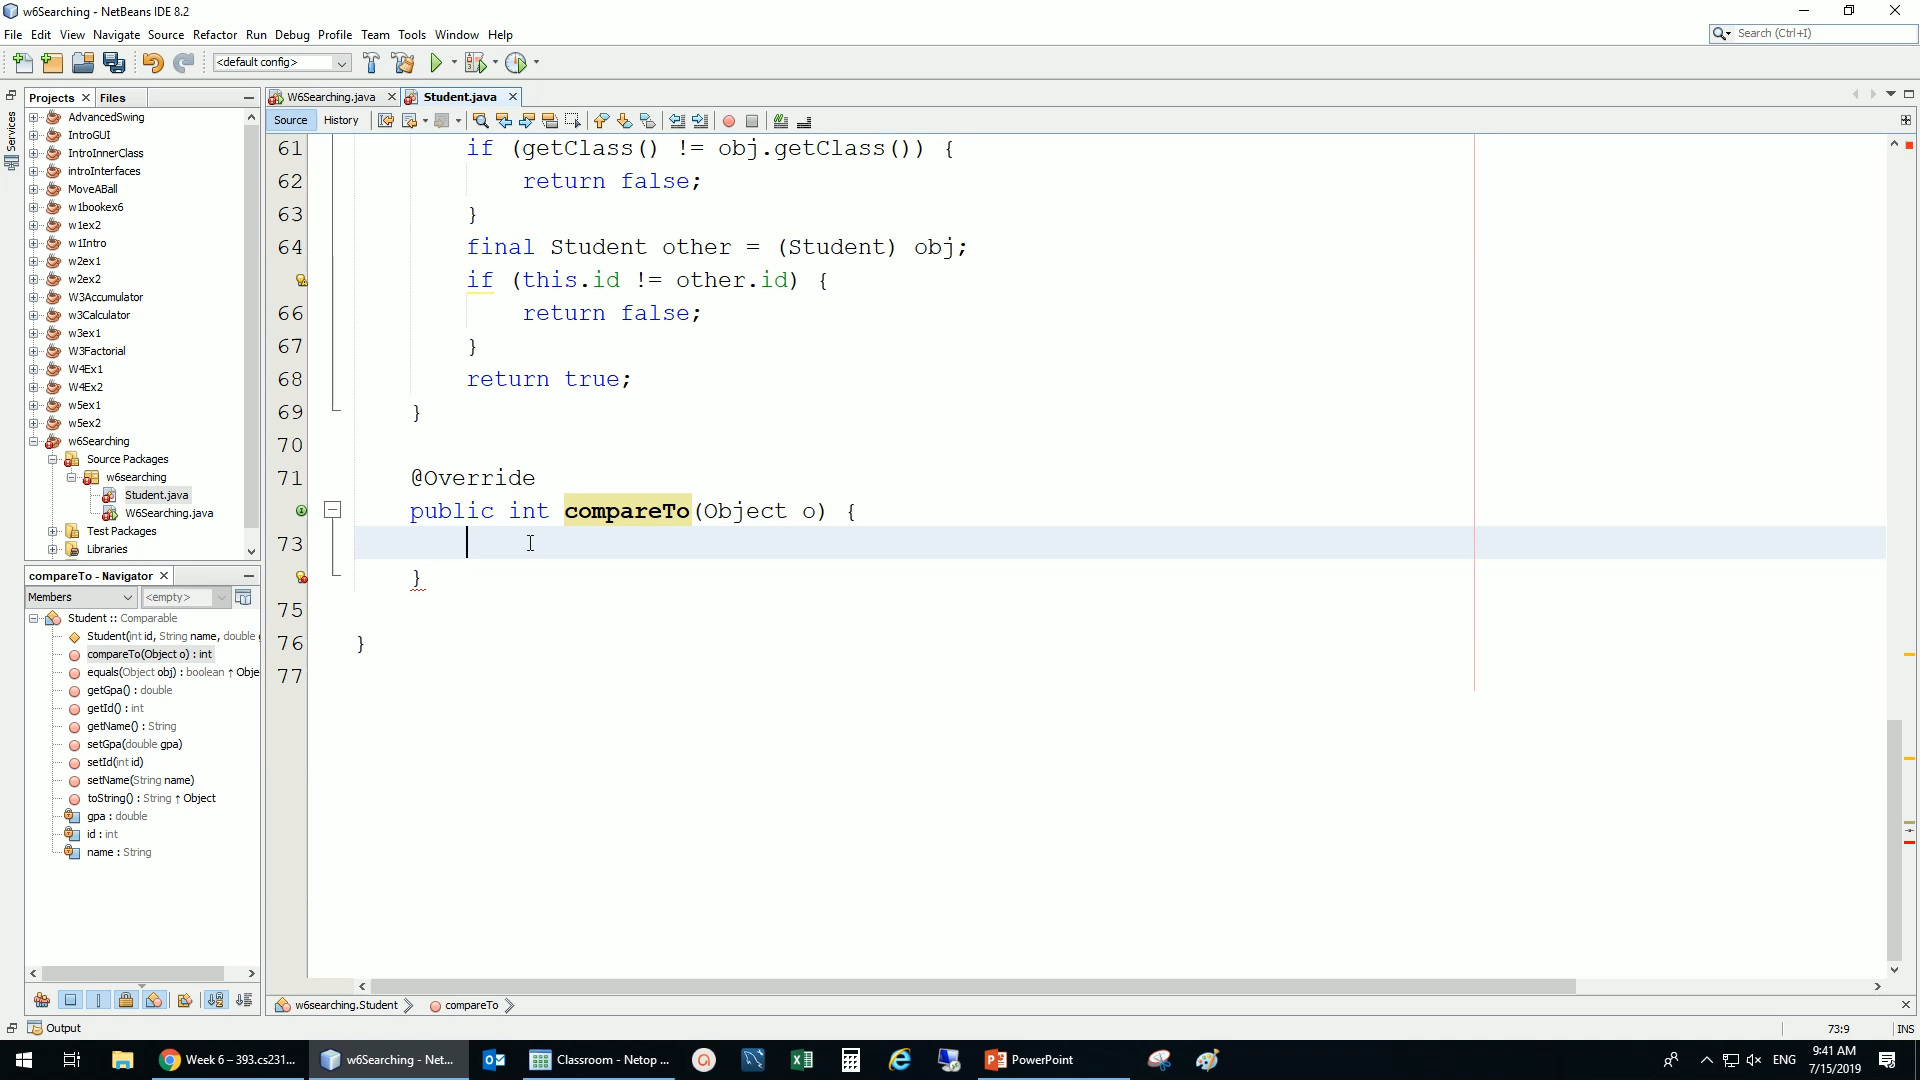 w6Searching - NetBeans IDE 8.2
File Edit View Navigate Source Refactor Run Debug Profile Team Tools Window Help
Search (Ctrl+I)
<default config>
Projects Files
W6Searching.java Student.java
Services
Source History
AdvancedSwing
IntroGUI
IntroInnerClass
introInterfaces
MoveABall
w1bookex6
w1ex2
w1Intro
w2ex1
w2ex2
W3Accumulator
w3Calculator
w3ex1
W3Factorial
W4Ex1
W4Ex2
w5ex1
w5ex2
w6Searching
Source Packages
w6searching
Student.java
W6Searching.java
Test Packages
Libraries
61 if (getClass() != obj.getClass()) {
62 return false;
63 }
64 final Student other = (Student) obj;
if (this.id != other.id) {
66 return false;
67 }
68 return true;
69 }
70
71 @Override
public int compareTo(Object o) {
73
}
75
76 }
77
compareTo - Navigator
Members <empty>
Student :: Comparable
Student(int id, String name, double g
compareTo(Object o) : int
equals(Object obj) : boolean ↑ Obje
getGpa() : double
getId() : int
getName() : String
setGpa(double gpa)
setId(int id)
setName(String name)
toString() : String ↑ Object
gpa : double
id : int
name : String
w6searching.Student compareTo
Output
73:9 INS
Week 6 – 393.cs231... w6Searching - Net... Classroom - Netop ... PowerPoint
ENG
9:41 AM
7/15/2019